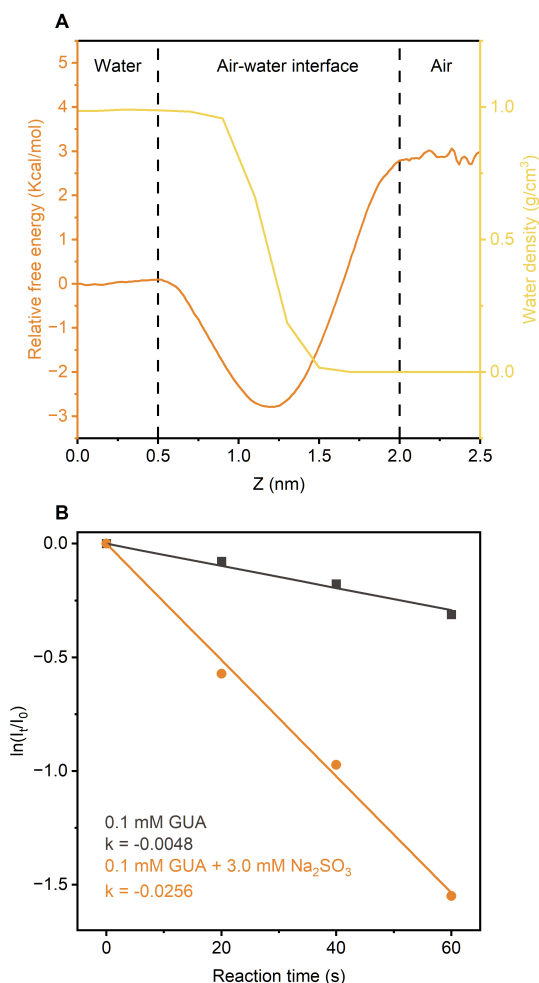 A
Water
Air-water interface
Air
Relative free energy (Kcal/mol)
5
4
3
2
1
0
−1
−2
−3
1.0
0.5
0.0
Water density (g/cm³)
0.0
0.5
1.0
1.5
2.0
2.5
Z (nm)
B
ln(Iₜ/I₀)
0.0
−0.5
−1.0
−1.5
0.1 mM GUA
k = -0.0048
0.1 mM GUA + 3.0 mM Na₂SO₃
k = -0.0256
0
20
40
60
Reaction time (s)